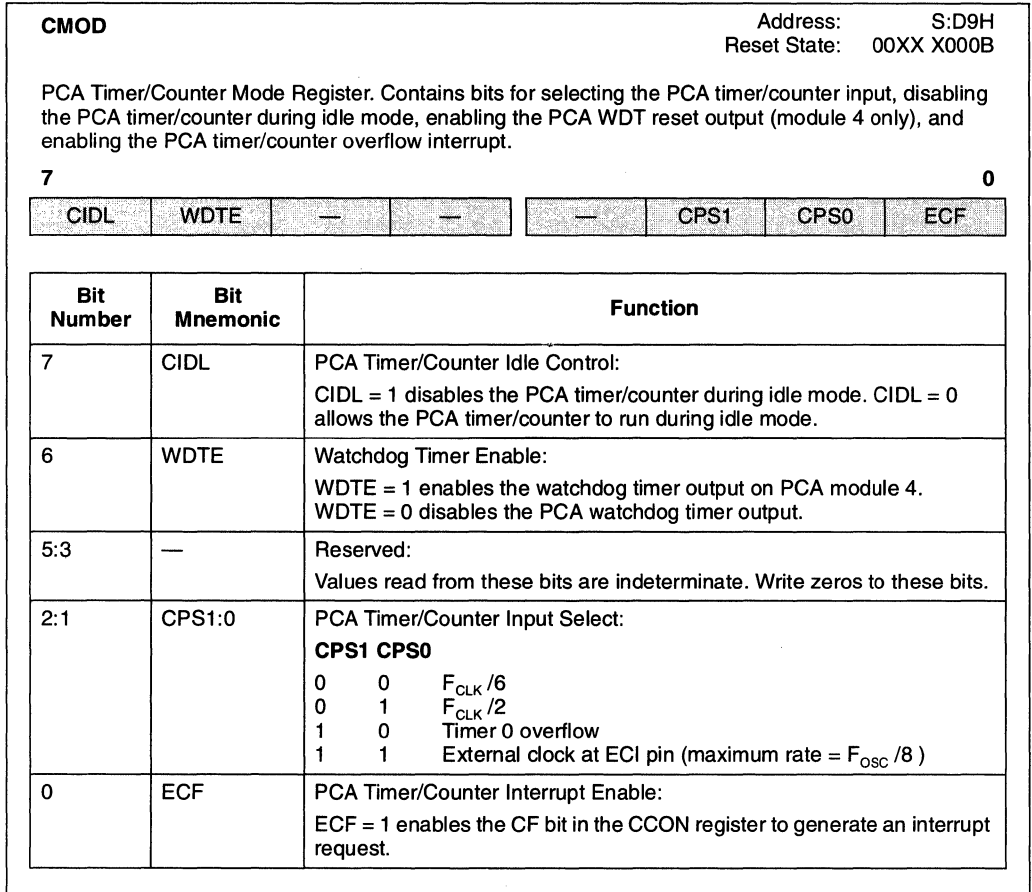 CMOD Address: S:D9H
Reset State: 00XX X000B
PCA Timer/Counter Mode Register. Contains bits for selecting the PCA timer/counter input, disabling
the PCA timer/counter during idle mode, enabling the PCA WDT reset output (module 4 only), and
enabling the PCA timer/counter overflow interrupt.
7 0
CIDL WDTE — — — CPS1 CPS0 ECF
Bit Number Bit Mnemonic Function
7 CIDL PCA Timer/Counter Idle Control:
CIDL = 1 disables the PCA timer/counter during idle mode. CIDL = 0
allows the PCA timer/counter to run during idle mode.
6 WDTE Watchdog Timer Enable:
WDTE = 1 enables the watchdog timer output on PCA module 4.
WDTE = 0 disables the PCA watchdog timer output.
5:3 — Reserved:
Values read from these bits are indeterminate. Write zeros to these bits.
2:1 CPS1:0 PCA Timer/Counter Input Select:
CPS1 CPS0
0 0 FCLK /6
0 1 FCLK /2
1 0 Timer 0 overflow
1 1 External clock at ECI pin (maximum rate = FOSC /8 )
0 ECF PCA Timer/Counter Interrupt Enable:
ECF = 1 enables the CF bit in the CCON register to generate an interrupt
request.